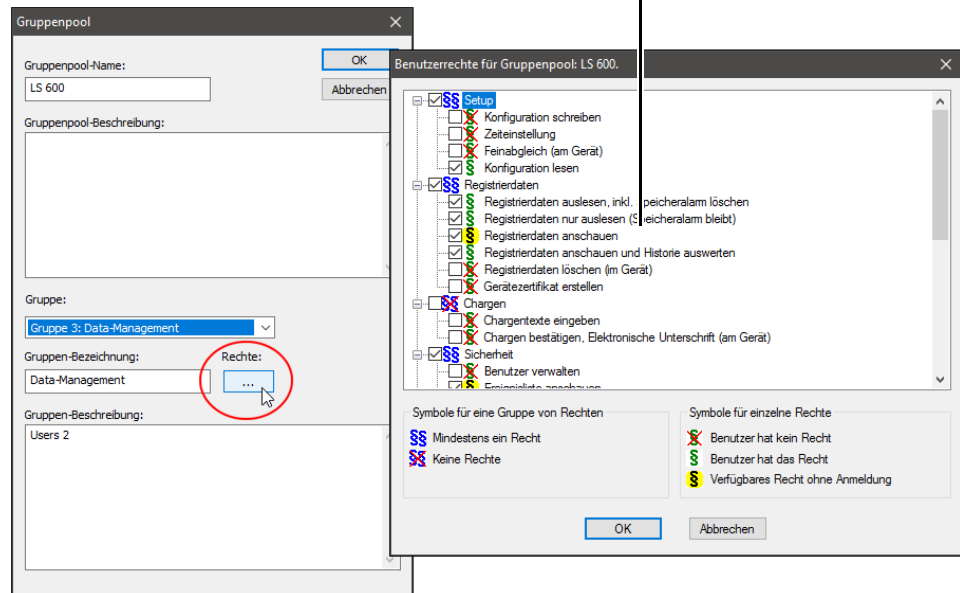 Gruppenpool
Gruppenpool-Name:
OK
LS 600
Abbrechen
Gruppenpool-Beschreibung:
Gruppe:
Gruppe 3: Data-Management
Gruppen-Bezeichnung:
Rechte:
Data-Management
...
Gruppen-Beschreibung:
Users 2
Benutzerrechte für Gruppenpool: LS 600.
§§ Setup
§ Konfiguration schreiben
§ Zeiteinstellung
§ Feinabgleich (am Gerät)
§ Konfiguration lesen
§§ Registrierdaten
§ Registrierdaten auslesen, inkl. Speicheralarm löschen
§ Registrierdaten nur auslesen (Speicheralarm bleibt)
§ Registrierdaten anschauen
§ Registrierdaten anschauen und Historie auswerten
§ Registrierdaten löschen (im Gerät)
§ Gerätezertifikat erstellen
§§ Chargen
§ Chargentexte eingeben
§ Chargen bestätigen, Elektronische Unterschrift (am Gerät)
§§ Sicherheit
§ Benutzer verwalten
§ Ereignisliste anschauen
Symbole für eine Gruppe von Rechten
§§ Mindestens ein Recht
§§ Keine Rechte
Symbole für einzelne Rechte
§ Benutzer hat kein Recht
§ Benutzer hat das Recht
§ Verfügbares Recht ohne Anmeldung
OK
Abbrechen